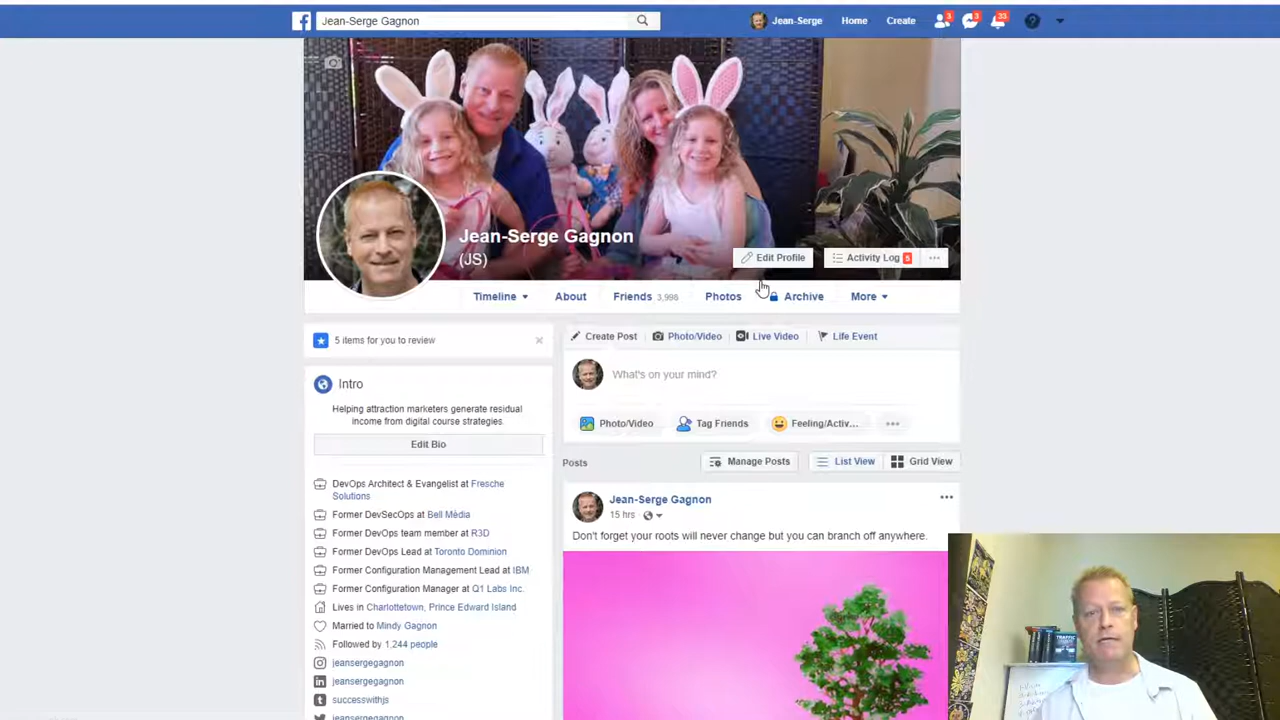 Jean-Serge Gagnon
Jean-Serge
Home
Create
3
3
33
Jean-Serge Gagnon
(JS)
Edit Profile
Activity Log 5
Timeline
About
Friends 3,996
Photos
Archive
More
5 items for you to review
Create Post
Photo/Video
Live Video
Life Event
What's on your mind?
Photo/Video
Tag Friends
Feeling/Activ...
Intro
Helping attraction marketers generate residual
income from digital course strategies.
Edit Bio
DevOps Architect & Evangelist at Fresche
Solutions
Former DevSecOps at Bell Média
Former DevOps team member at R3D
Former DevOps Lead at Toronto Dominion
Former Configuration Management Lead at IBM
Former Configuration Manager at Q1 Labs Inc.
Lives in Charlottetown, Prince Edward Island
Married to Mindy Gagnon
Followed by 1,244 people
jeansergegagnon
jeansergegagnon
successwithjs
jeansergegagnon
Posts
Manage Posts
List View
Grid View
Jean-Serge Gagnon
15 hrs
Don't forget your roots will never change but you can branch off anywhere.
TRAFFIC